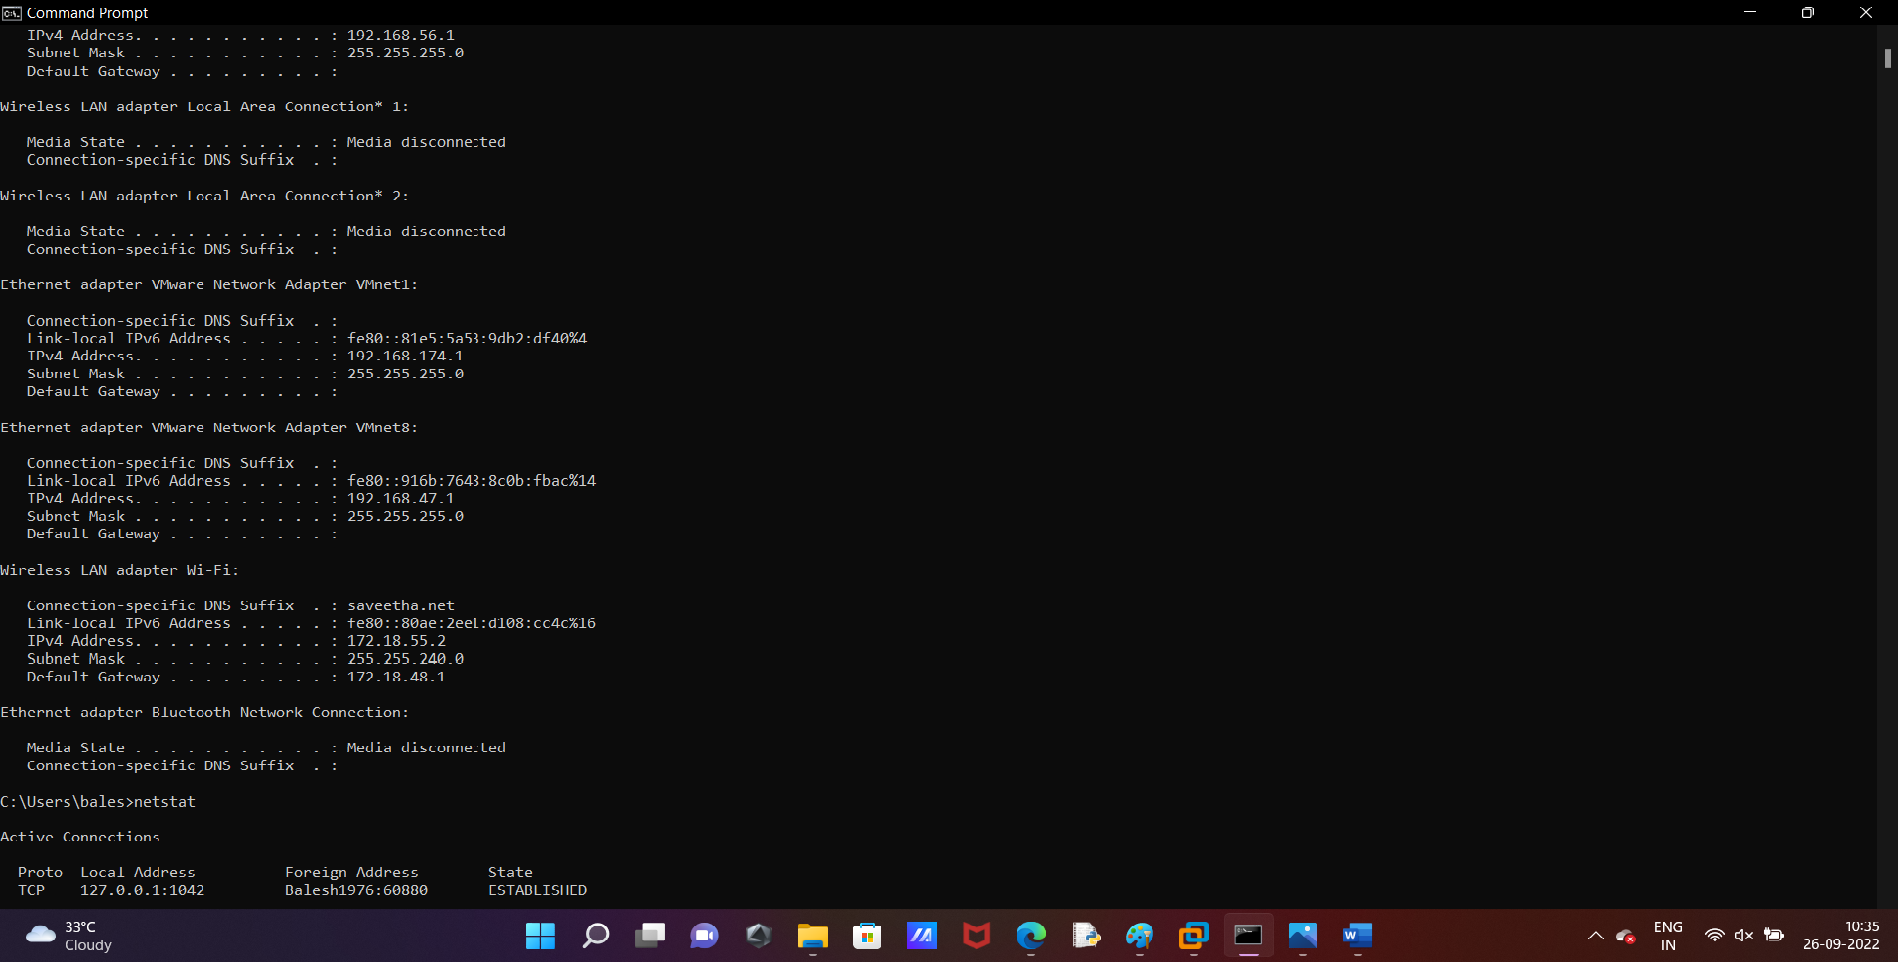 Command Prompt
IPv4 Address. . . . . . . . . . . : 192.168.56.1
Subnet Mask . . . . . . . . . . . : 255.255.255.0
Default Gateway . . . . . . . . . :
Wireless LAN adapter Local Area Connection* 1:
Media State . . . . . . . . . . . : Media disconnected
Connection-specific DNS Suffix  . :
Wireless LAN adapter Local Area Connection* 2:
Media State . . . . . . . . . . . : Media disconnected
Connection-specific DNS Suffix  . :
Ethernet adapter VMware Network Adapter VMnet1:
Connection-specific DNS Suffix  . :
Link-local IPv6 Address . . . . . : fe80::81e5:5a53:9db2:df40%4
IPv4 Address. . . . . . . . . . . : 192.168.174.1
Subnet Mask . . . . . . . . . . . : 255.255.255.0
Default Gateway . . . . . . . . . :
Ethernet adapter VMware Network Adapter VMnet8:
Connection-specific DNS Suffix  . :
Link-local IPv6 Address . . . . . : fe80::916b:7643:8c0b:fbac%14
IPv4 Address. . . . . . . . . . . : 192.168.47.1
Subnet Mask . . . . . . . . . . . : 255.255.255.0
Default Gateway . . . . . . . . . :
Wireless LAN adapter Wi-Fi:
Connection-specific DNS Suffix  . : saveetha.net
Link-local IPv6 Address . . . . . : fe80::80ae:2ee1:d108:cc4c%16
IPv4 Address. . . . . . . . . . . : 172.18.55.2
Subnet Mask . . . . . . . . . . . : 255.255.240.0
Default Gateway . . . . . . . . . : 172.18.48.1
Ethernet adapter Bluetooth Network Connection:
Media State . . . . . . . . . . . : Media disconnected
Connection-specific DNS Suffix  . :
C:\Users\bales>netstat
Active Connections
Proto  Local Address          Foreign Address        State
TCP    127.0.0.1:1042         Balesh1976:60880       ESTABLISHED
33°C
Cloudy
ENG
IN
10:35
26-09-2022